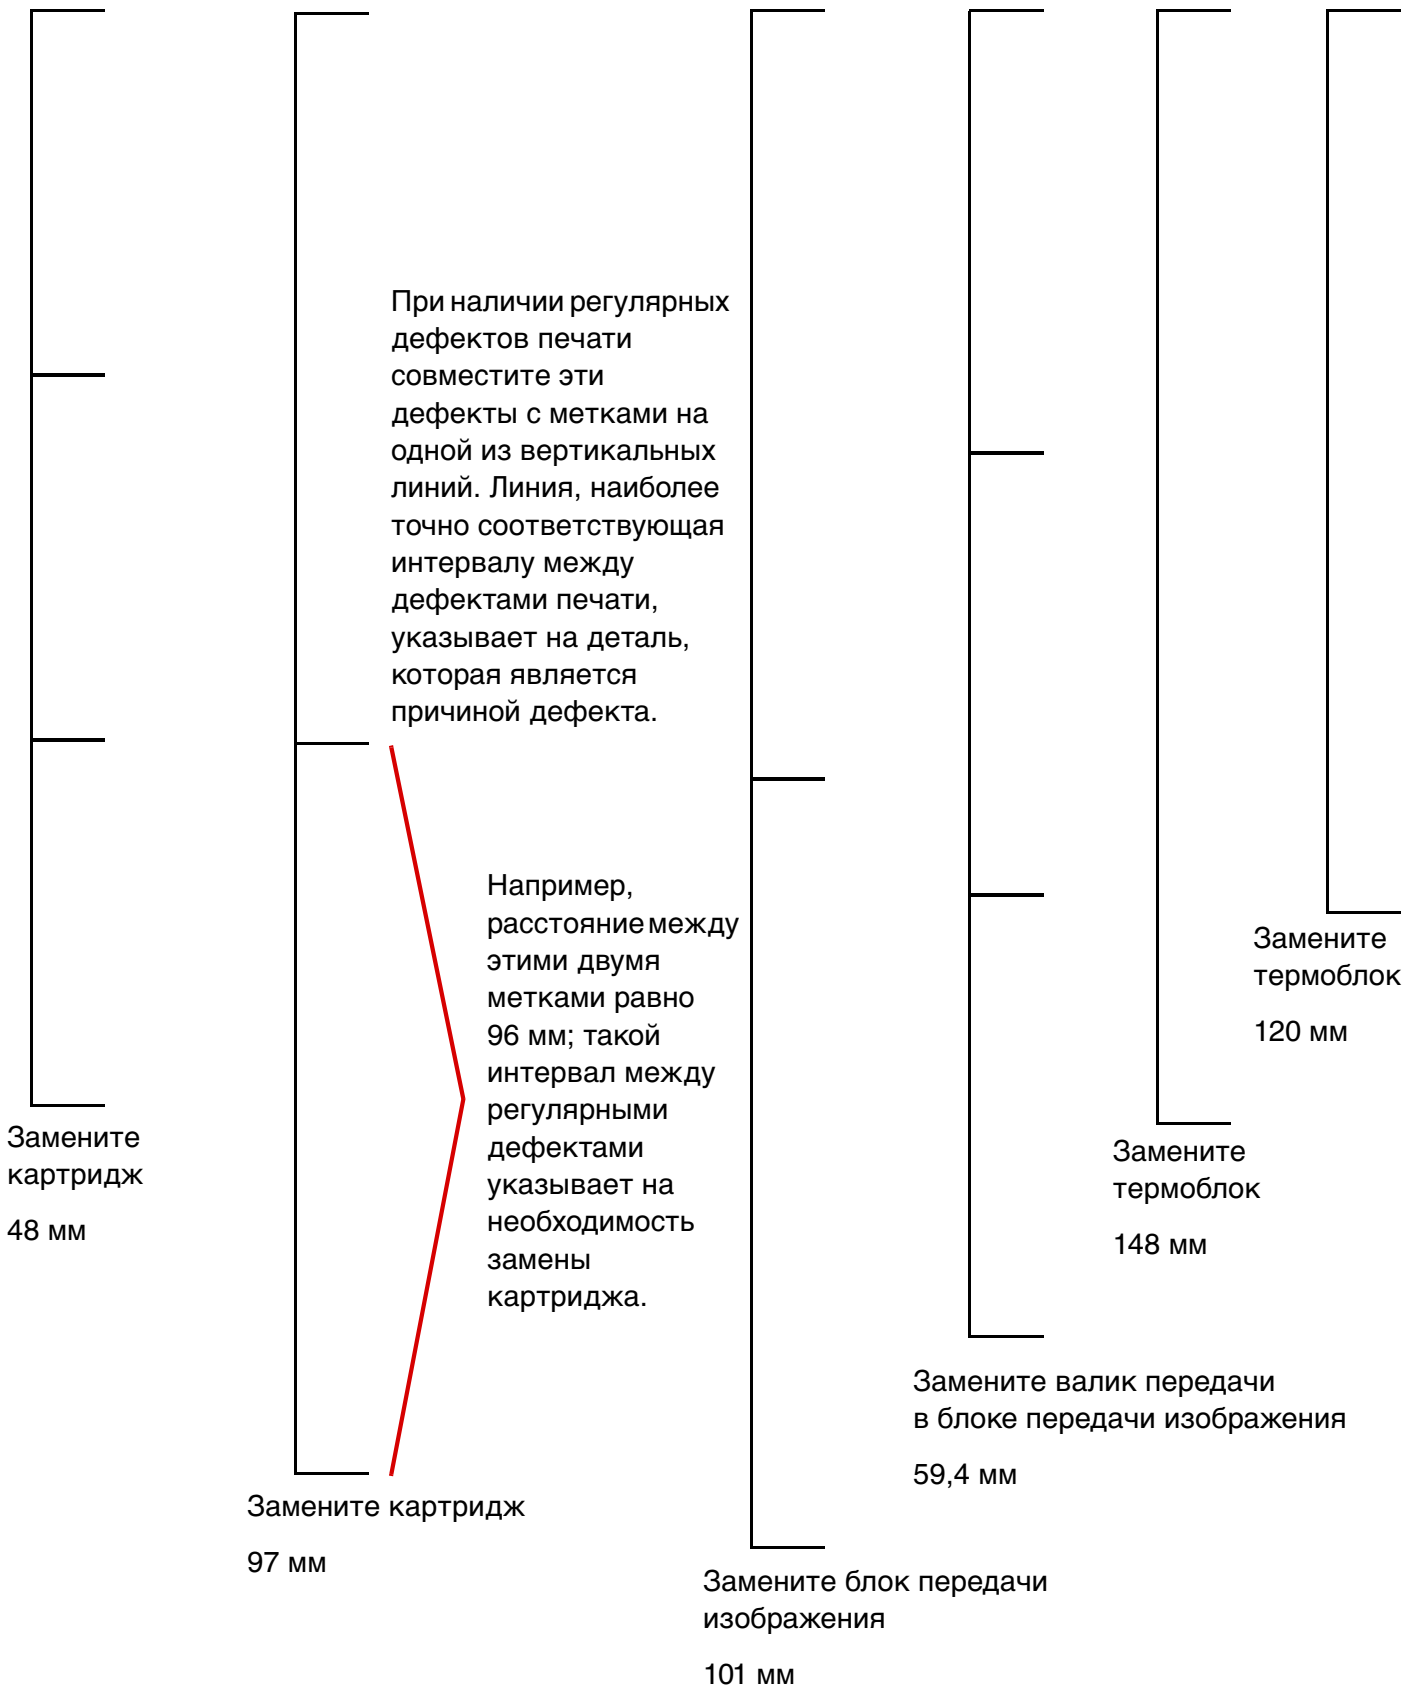 При наличии регулярных
дефектов печати
совместите эти
дефекты с метками на
одной из вертикальных
линий. Линия, наиболее
точно соответствующая
интервалу между
дефектами печати,
указывает на деталь,
которая является
причиной дефекта.
Например,
расстояние между
этими двумя
метками равно
96 мм; такой
интервал между
регулярными
дефектами
указывает на
необходимость
замены
картриджа.
Замените
картридж
48 мм
Замените картридж
97 мм
Замените блок передачи
изображения
101 мм
Замените валик передачи
в блоке передачи изображения
59,4 мм
Замените
термоблок
148 мм
Замените
термоблок
120 мм